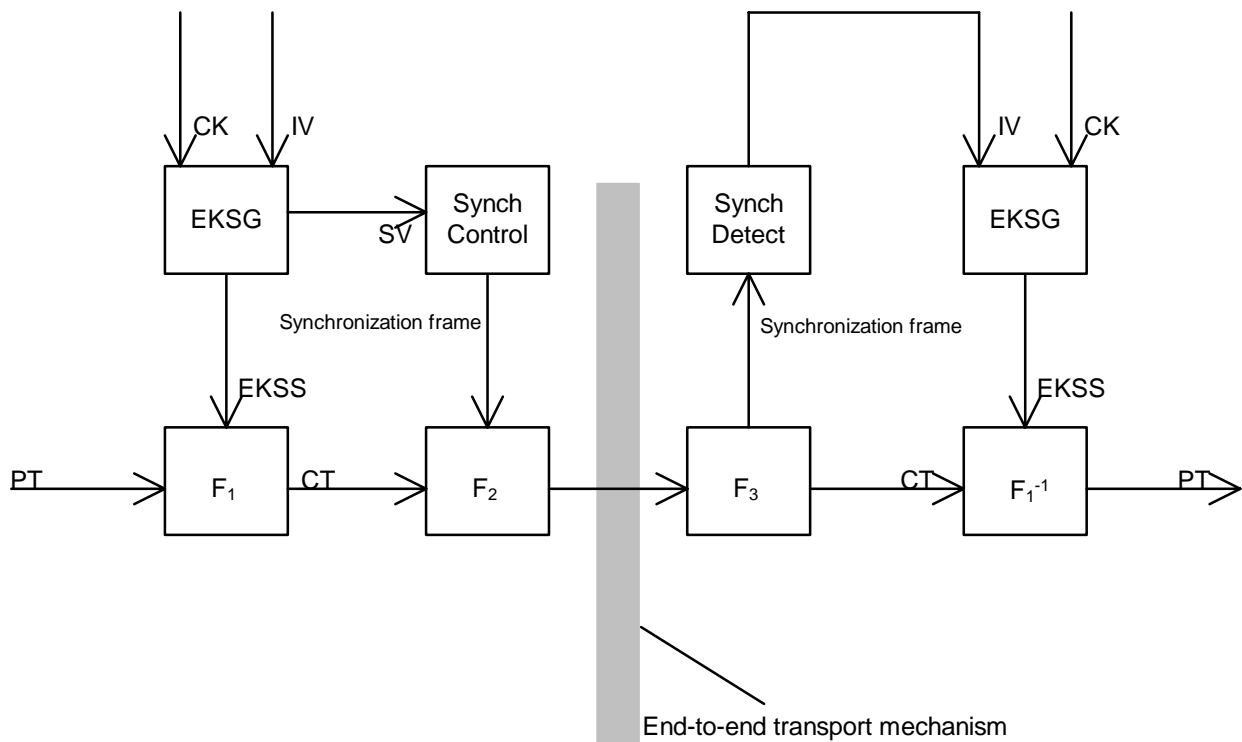 CK
IV
IV
CK
EKSG
SV
Synch
Control
Synch
Detect
EKSG
Synchronization frame
Synchronization frame
EKSS
EKSS
PT
F₁
CT
F₂
F₃
CT
F₁⁻¹
PT
End-to-end transport mechanism